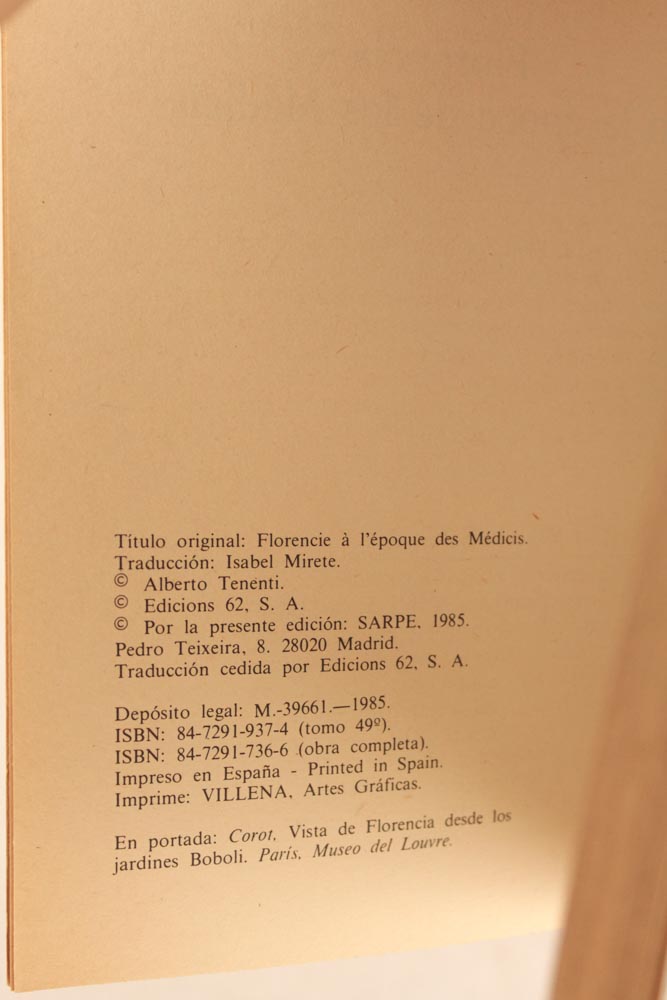 Título original: Florencie à l'époque des Médicis.
Traducción: Isabel Mirete.
© Alberto Tenenti.
© Edicions 62, S. A.
© Por la presente edición: SARPE, 1985.
Pedro Teixeira, 8. 28020 Madrid.
Traducción cedida por Edicions 62, S. A.
Depósito legal: M.-39661.—1985.
ISBN: 84-7291-937-4 (tomo 49º).
ISBN: 84-7291-736-6 (obra completa).
Impreso en España - Printed in Spain.
Imprime: VILLENA, Artes Gráficas.
En portada: Corot, Vista de Florencia desde los
jardines Boboli. París, Museo del Louvre.